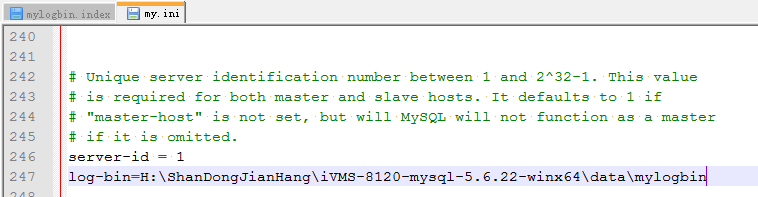 mylogbin.index my.ini
240
241
242 # Unique server identification number between 1 and 2^32-1. This value
243 # is required for both master and slave hosts. It defaults to 1 if
244 # "master-host" is not set, but will MySQL will not function as a master
245 # if it is omitted.
246 server-id = 1
247 log-bin=H:\ShanDongJianHang\iVMS-8120-mysql-5.6.22-winx64\data\mylogbin
248